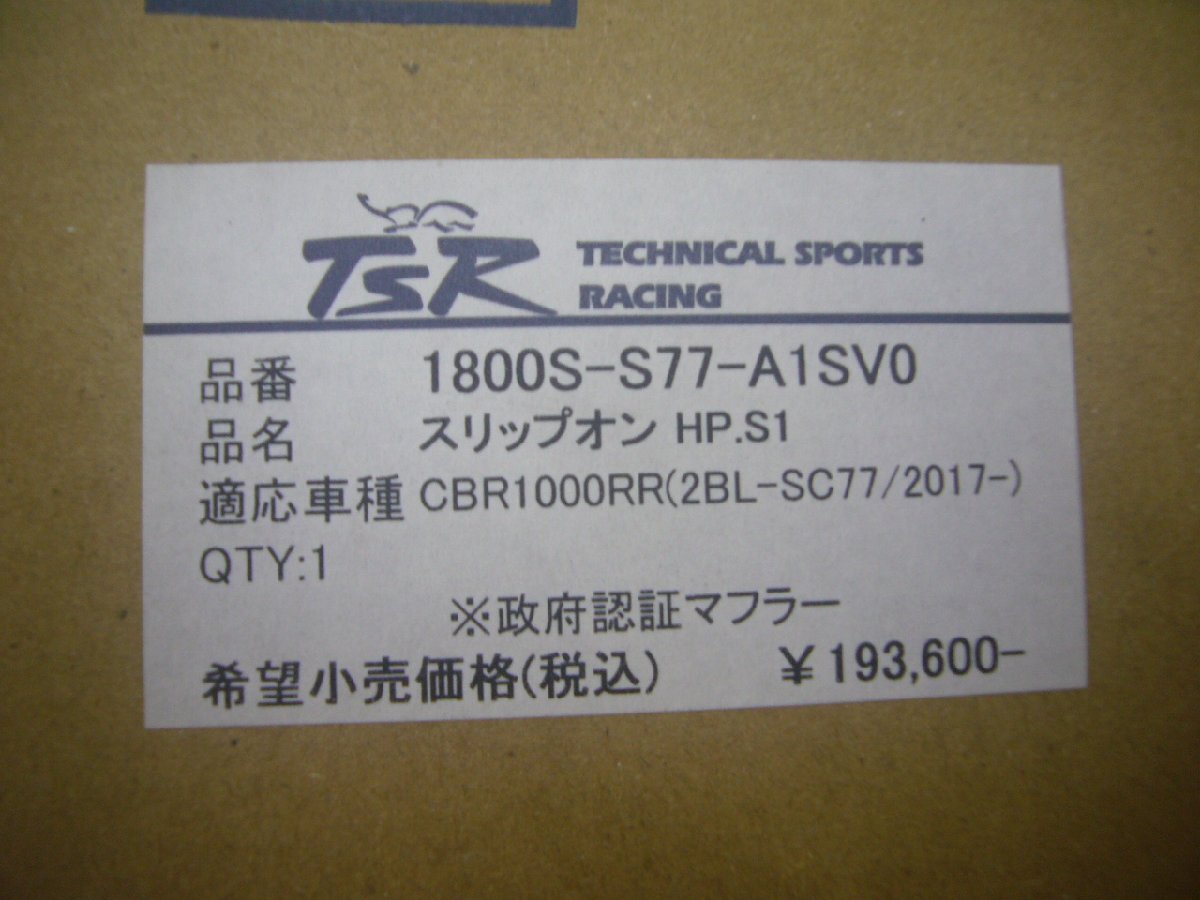 TSR TECHNICAL SPORTS
RACING
品番 1800S-S77-A1SV0
品名 スリップオン HP.S1
適応車種 CBR1000RR(2BL-SC77/2017-)
QTY:1
※政府認証マフラー
希望小売価格(税込) ¥193,600-